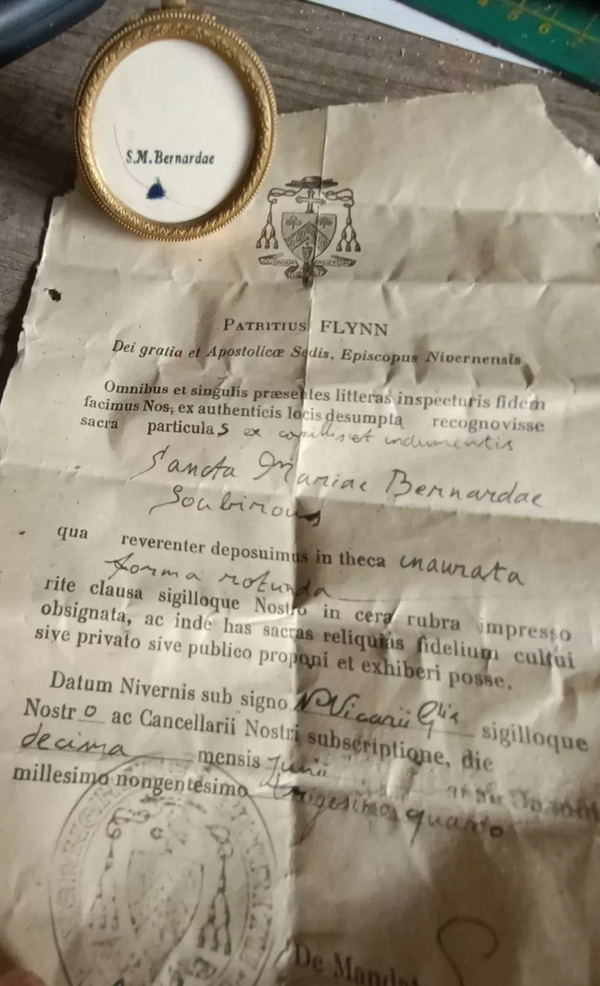 S.M.Bernardae
PATRITIUS FLYNN
Dei gratia et Apostolicæ Sedis, Episcopus Nivernensis
Omnibus et singulis præsentes litteras inspecturis fidem
facimus Nos, ex authenticis locis desumpta recognovisse
sacra particulas ex capillis et indumentis
Sancta Mariae Bernardae
Soubirous
qua reverenter deposuimus in theca inaurata
forma rotunda
rite clausa sigilloque Nostro in cera rubra impresso
obsignata, ac inde has sacras reliquias fidelium cultui
sive privato sive publico proponi et exhiberi posse.
Datum Nivernis sub signo Vicarii Glis sigilloque
Nostro ac Cancellarii Nostri subscriptione, die
decima mensis Junii
millesimo nongentesimo trigesimo quarto
De Mandat